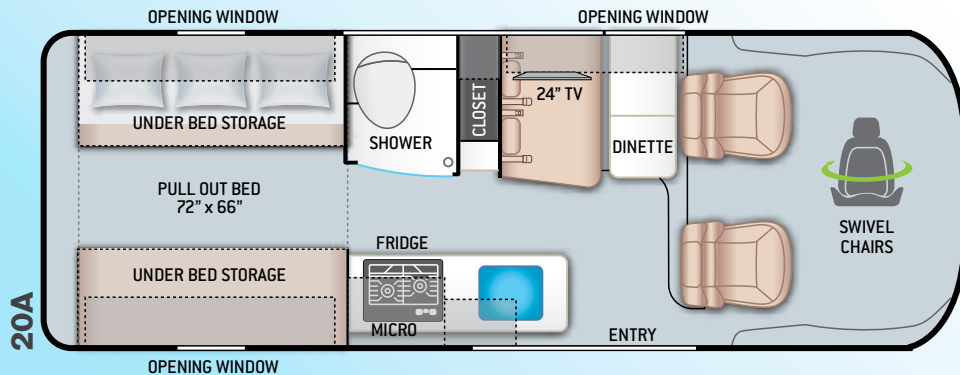 OPENING WINDOW
OPENING WINDOW
24” TV
CLOSET
UNDER BED STORAGE
SHOWER
DINETTE
PULL OUT BED
72” x 66”
SWIVEL
CHAIRS
FRIDGE
UNDER BED STORAGE
20A
MICRO
ENTRY
OPENING WINDOW